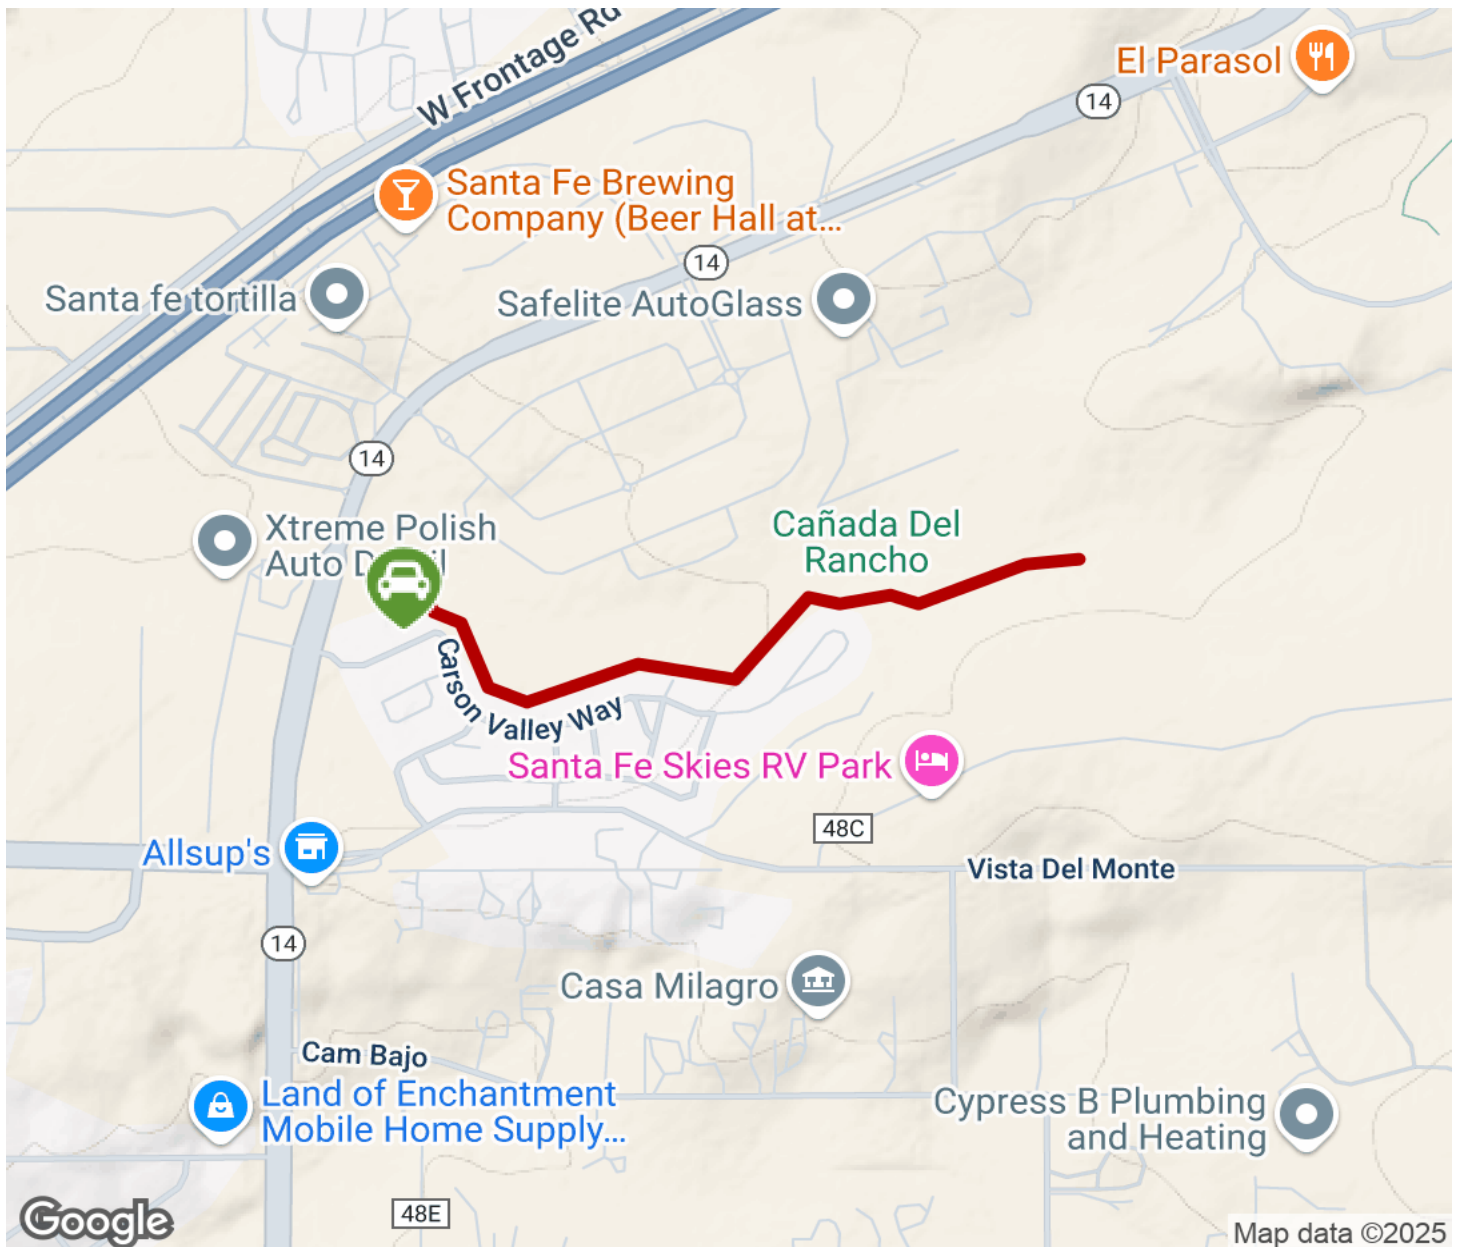 W Frontage Rd
El Parasol
14
Santa Fe Brewing
Company (Beer Hall at...
14
Santa fe tortilla
Safelite AutoGlass
14
Xtreme Polish
Auto
Cañada Del
Rancho
Carson Valley Way
Santa Fe Skies RV Park
48C
Allsup's
Vista Del Monte
14
Casa Milagro
Cam Bajo
Land of Enchantment
Mobile Home Supply...
Cypress B Plumbing
and Heating
48E
Google
Map data ©2025